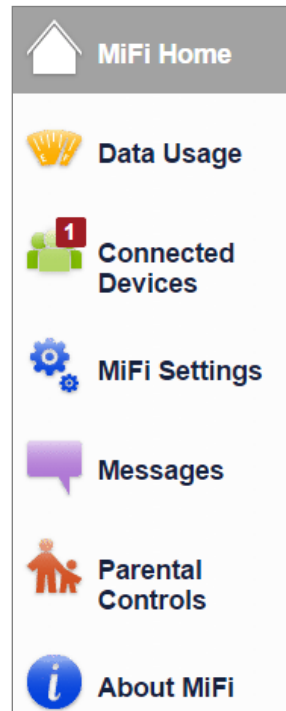 MiFi Home
Data Usage
1
Connected
Devices
MiFi Settings
Messages
Parental
Controls
i
About MiFi